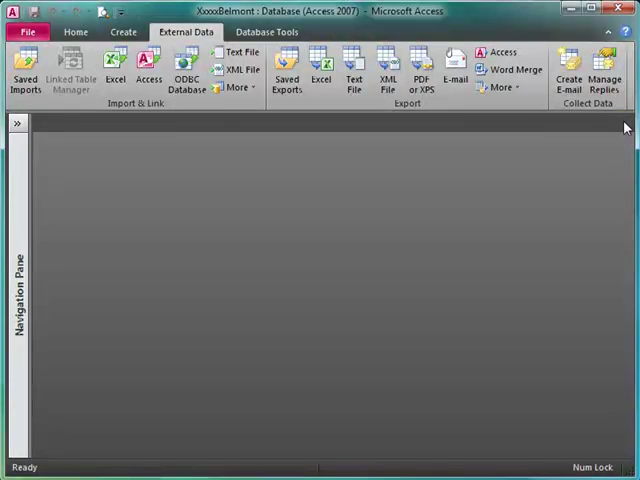 XxxxxBelmont : Database (Access 2007) - Microsoft Access
File Home Create External Data Database Tools
Saved Imports
Linked Table Manager
Excel
Access
ODBC Database
Text File
XML File
More
Import & Link
Saved Exports
Excel
Text File
XML File
PDF or XPS
E-mail
Access
Word Merge
More
Export
Create E-mail
Manage Replies
Collect Data
»
Navigation Pane
Ready
Num Lock